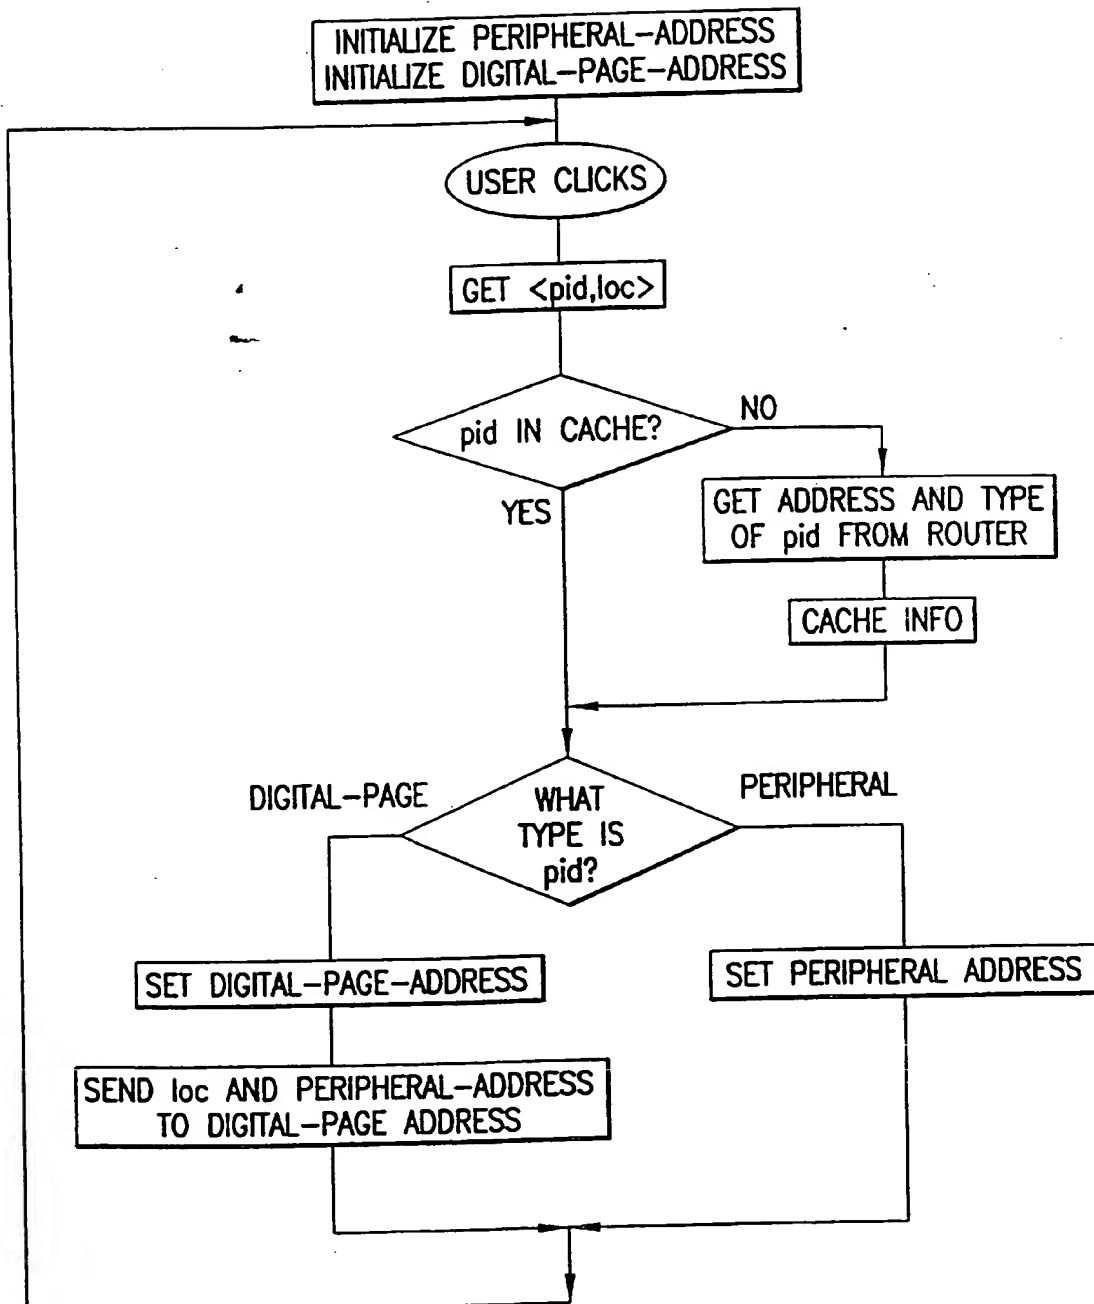 INITIALIZE PERIPHERAL-ADDRESS
INITIALIZE DIGITAL-PAGE-ADDRESS
USER CLICKS
GET <pid,loc>
pid IN CACHE?
NO
YES
GET ADDRESS AND TYPE
OF pid FROM ROUTER
CACHE INFO
DIGITAL-PAGE
WHAT
TYPE IS
pid?
PERIPHERAL
SET DIGITAL-PAGE-ADDRESS
SET PERIPHERAL ADDRESS
SEND loc AND PERIPHERAL-ADDRESS
TO DIGITAL-PAGE ADDRESS